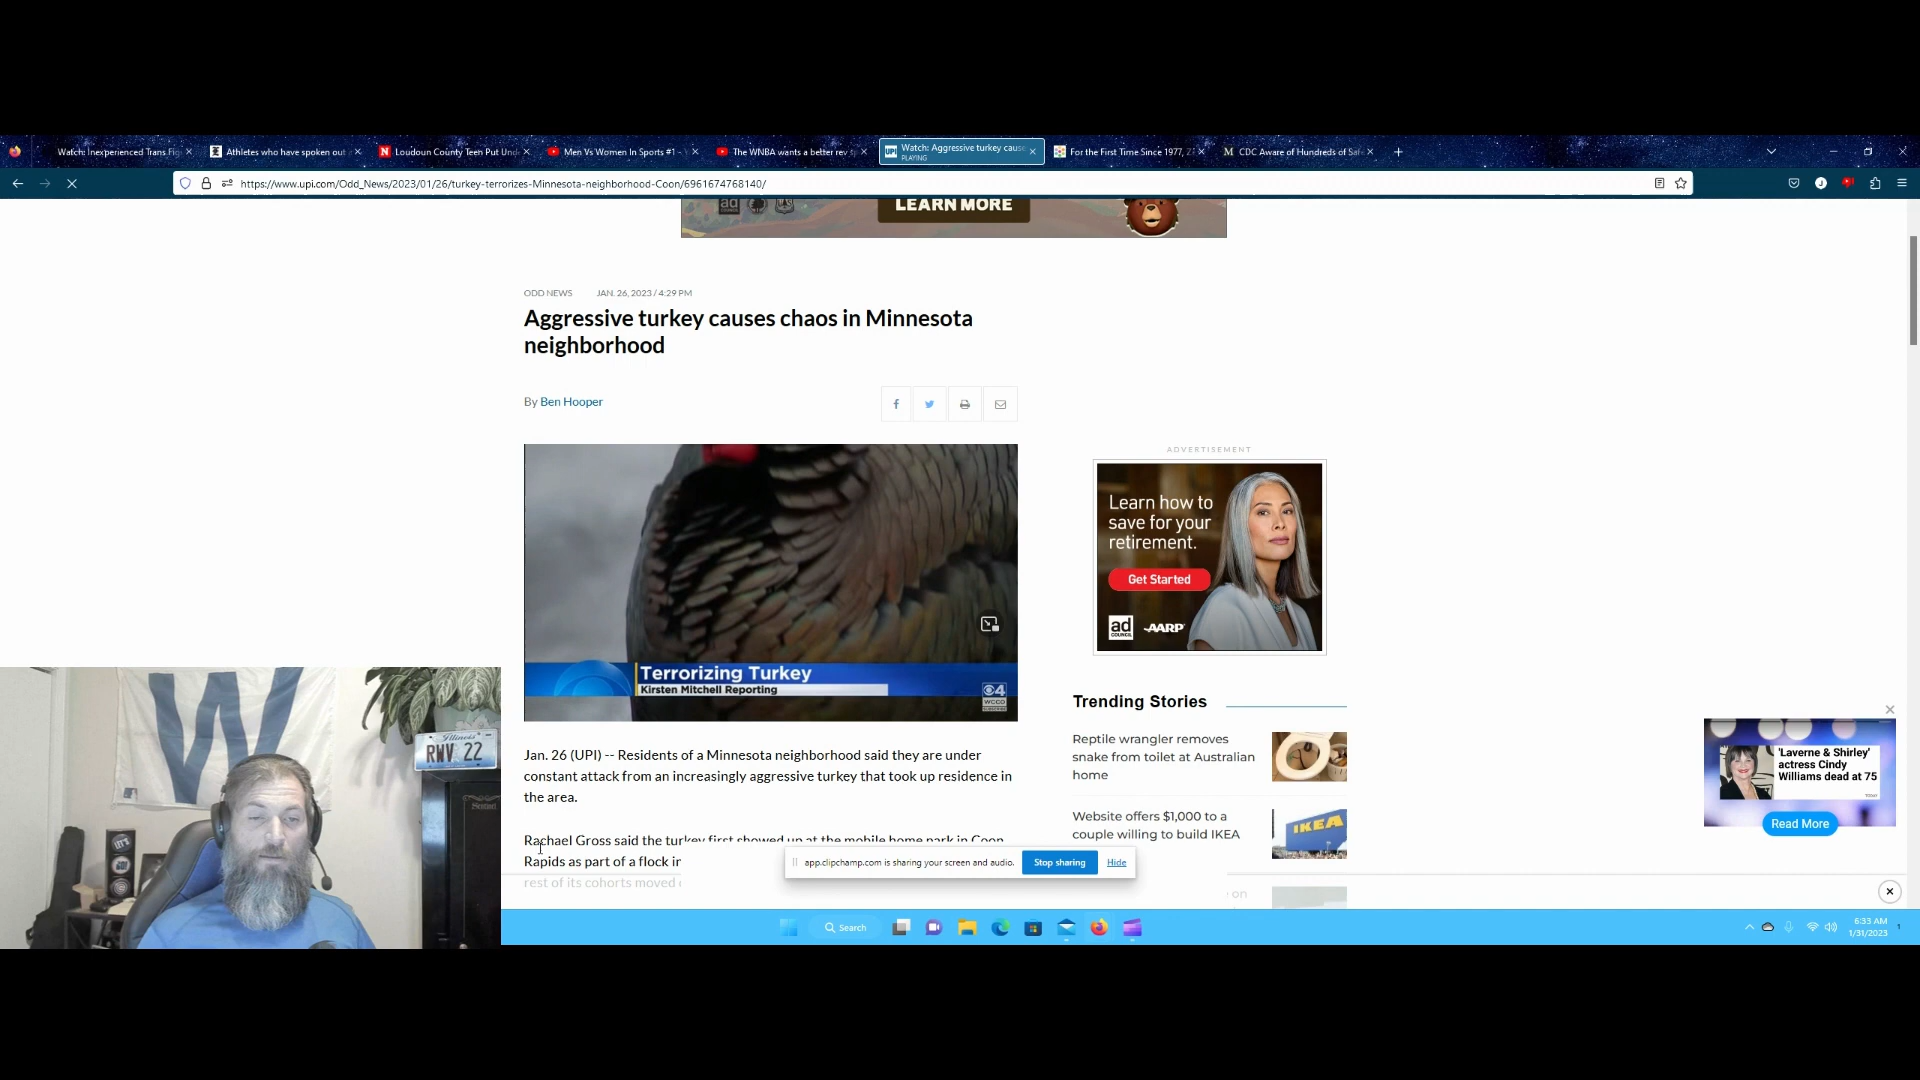 Watch: Inexperienced Trans Fig
Athletes who have spoken out
Loudoun County Teen Put Und
Men Vs Women In Sports #1 -
The WNBA wants a better rev
Watch: Aggressive turkey cause
PLAYING
For the First Time Since 1977,
CDC Aware of Hundreds of Saf
https://www.upi.com/Odd_News/2023/01/26/turkey-terrorizes-Minnesota-neighborhood-Coon/6961674768140/
ad
LEARN MORE
ODD NEWS JAN. 26, 2023 / 4:29 PM
Aggressive turkey causes chaos in Minnesota
neighborhood
By Ben Hooper
Terrorizing Turkey
Kirsten Mitchell Reporting
4
WCCO
Jan. 26 (UPI) -- Residents of a Minnesota neighborhood said they are under
constant attack from an increasingly aggressive turkey that took up residence in
the area.
Rachael Gross said the turkey first showed up at the mobile home park in Coon
Rapids as part of a flock in
rest of its cohorts moved
ADVERTISEMENT
Learn how to
save for your
retirement.
Get Started
ad
COUNCIL
AARP
Trending Stories
Reptile wrangler removes
snake from toilet at Australian
home
Website offers $1,000 to a
couple willing to build IKEA
IKEA
on
'Laverne & Shirley'
actress Cindy
Williams dead at 75
TODAY
Read More
app.clipchamp.com is sharing your screen and audio.
Stop sharing
Hide
W
Illinois
RWV 22
Search
6:33 AM
1/31/2023